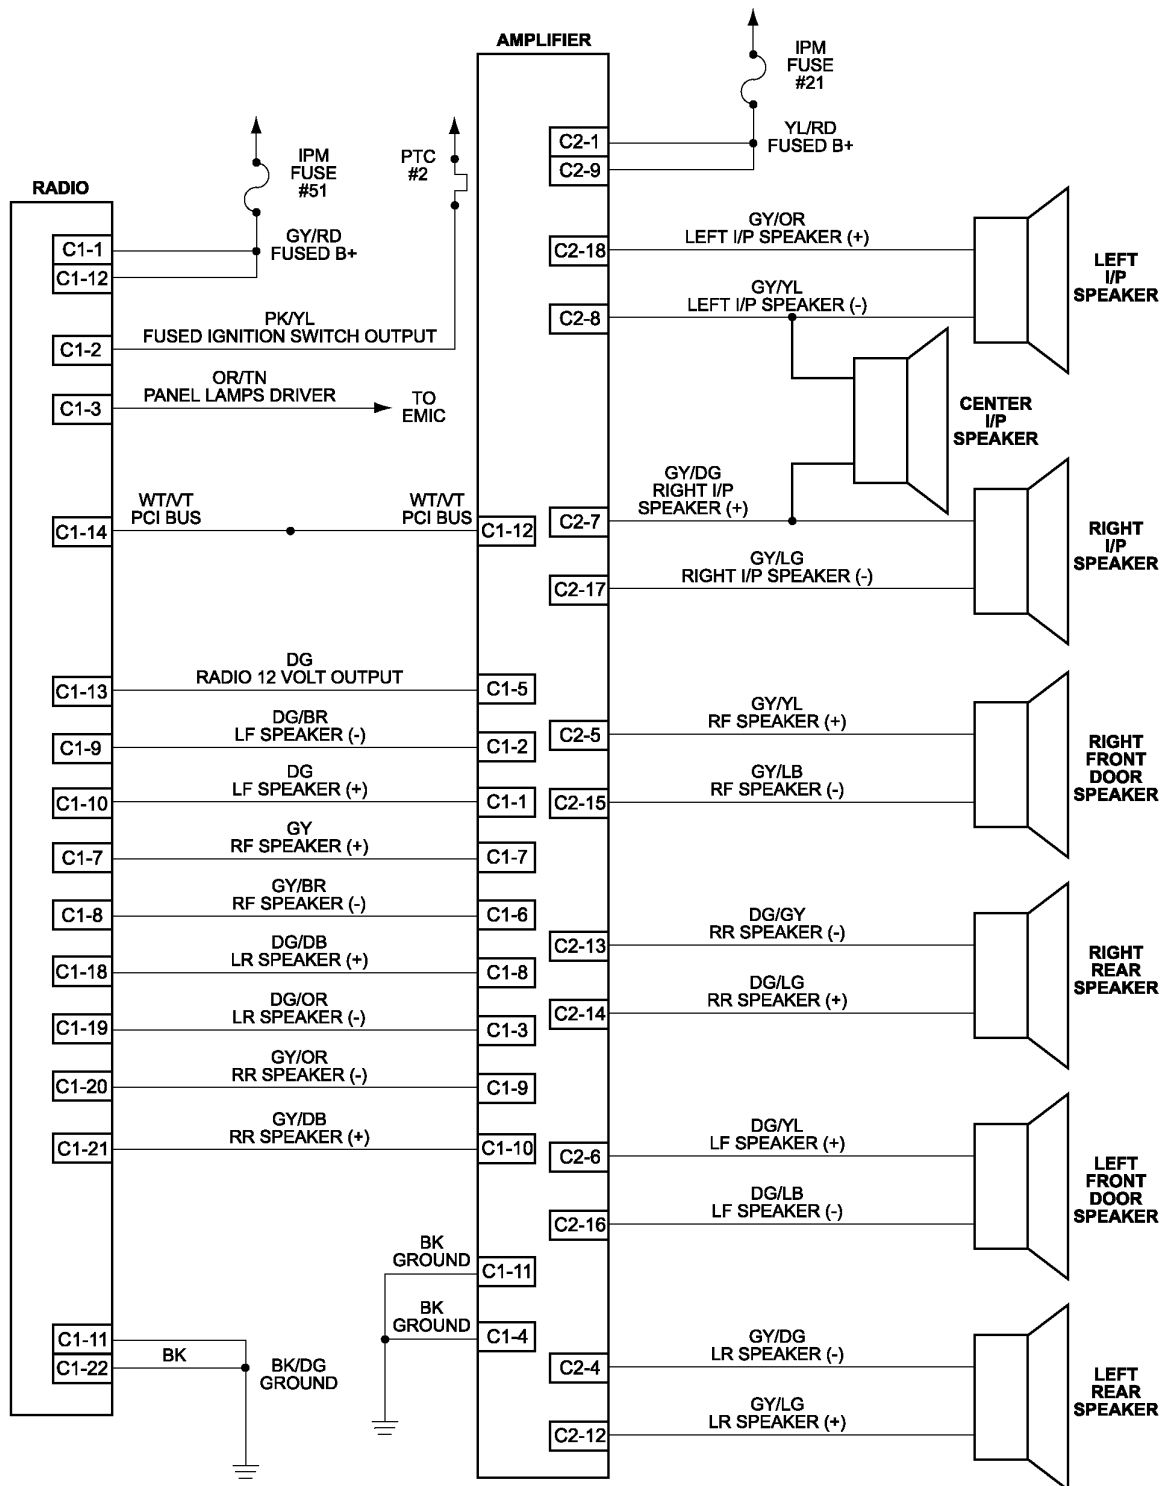 AMPLIFIER
IPM
FUSE
#21
C2-1
C2-9
YL/RD
FUSED B+
IPM
FUSE
#51
PTC
#2
RADIO
C1-1
C1-12
GY/RD
FUSED B+
PK/YL
FUSED IGNITION SWITCH OUTPUT
C1-2
OR/TN
PANEL LAMPS DRIVER
C1-3
TO
EMIC
GY/OR
LEFT I/P SPEAKER (+)
C2-18
GY/YL
LEFT I/P SPEAKER (-)
C2-8
LEFT
I/P
SPEAKER
CENTER
I/P
SPEAKER
WT/VT
PCI BUS
C1-14
WT/VT
PCI BUS
C1-12
GY/DG
RIGHT I/P
SPEAKER (+)
C2-7
GY/LG
RIGHT I/P SPEAKER (-)
C2-17
RIGHT
I/P
SPEAKER
DG
RADIO 12 VOLT OUTPUT
C1-13
C1-5
DG/BR
LF SPEAKER (-)
C1-9
C1-2
DG
LF SPEAKER (+)
C1-10
C1-1
GY
RF SPEAKER (+)
C1-7
C1-7
GY/BR
RF SPEAKER (-)
C1-8
C1-6
DG/DB
LR SPEAKER (+)
C1-18
C1-8
DG/OR
LR SPEAKER (-)
C1-19
C1-3
GY/OR
RR SPEAKER (-)
C1-20
C1-9
GY/DB
RR SPEAKER (+)
C1-21
C1-10
GY/YL
RF SPEAKER (+)
C2-5
GY/LB
RF SPEAKER (-)
C2-15
RIGHT
FRONT
DOOR
SPEAKER
DG/GY
RR SPEAKER (-)
C2-13
DG/LG
RR SPEAKER (+)
C2-14
RIGHT
REAR
SPEAKER
DG/YL
LF SPEAKER (+)
C2-6
DG/LB
LF SPEAKER (-)
C2-16
LEFT
FRONT
DOOR
SPEAKER
BK
GROUND
C1-11
BK
GROUND
C1-4
C1-11
C1-22
BK
BK/DG
GROUND
GY/DG
LR SPEAKER (-)
C2-4
GY/LG
LR SPEAKER (+)
C2-12
LEFT
REAR
SPEAKER